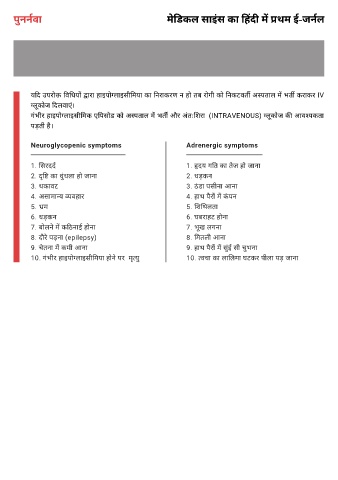 पुनर्नवा
मेडिकल साइंस का हिंदी में प्रथम ई-जर्नल
यदि उपरोक्त विधियों द्वारा हाइपोग्लाइसीमिया का निराकरण न हो तब रोगी को निकटवर्ती अस्पताल में भर्ती कराकर IV
ग्लूकोज दिलवाएं।
गंभीर हाइपोग्लाइसीमिक एपिसोड को अस्पताल में भर्ती और अंतःशिरा (INTRAVENOUS) ग्लूकोज की आवश्यकता
पड़ती है।
Neuroglycopenic symptoms
1. सिरदर्द
2. दृष्टि का धुंधला हो जाना
3. थकावट
4. असामान्य व्यवहार
5. भ्रम
6. धड़कन
7. बोलने में कठिनाई होना
8. दौरे पड़ना (epilepsy)
9. चेतना में कमी आना
10. गंभीर हाइपोग्लाइसीमिया होने पर मृत्यु
Adrenergic symptoms
1. हृदय गति का तेज हो जाना
2. धड़कन
3. ठंडा पसीना आना
4. हाथ पैरों में कंपन
5. शिथिलता
6. घबराहट होना
7. भूख लगना
8. मितली आना
9. हाथ पैरों में सुई सी चुभना
10. त्वचा का लालिमा घटकर पीला पड़ जाना